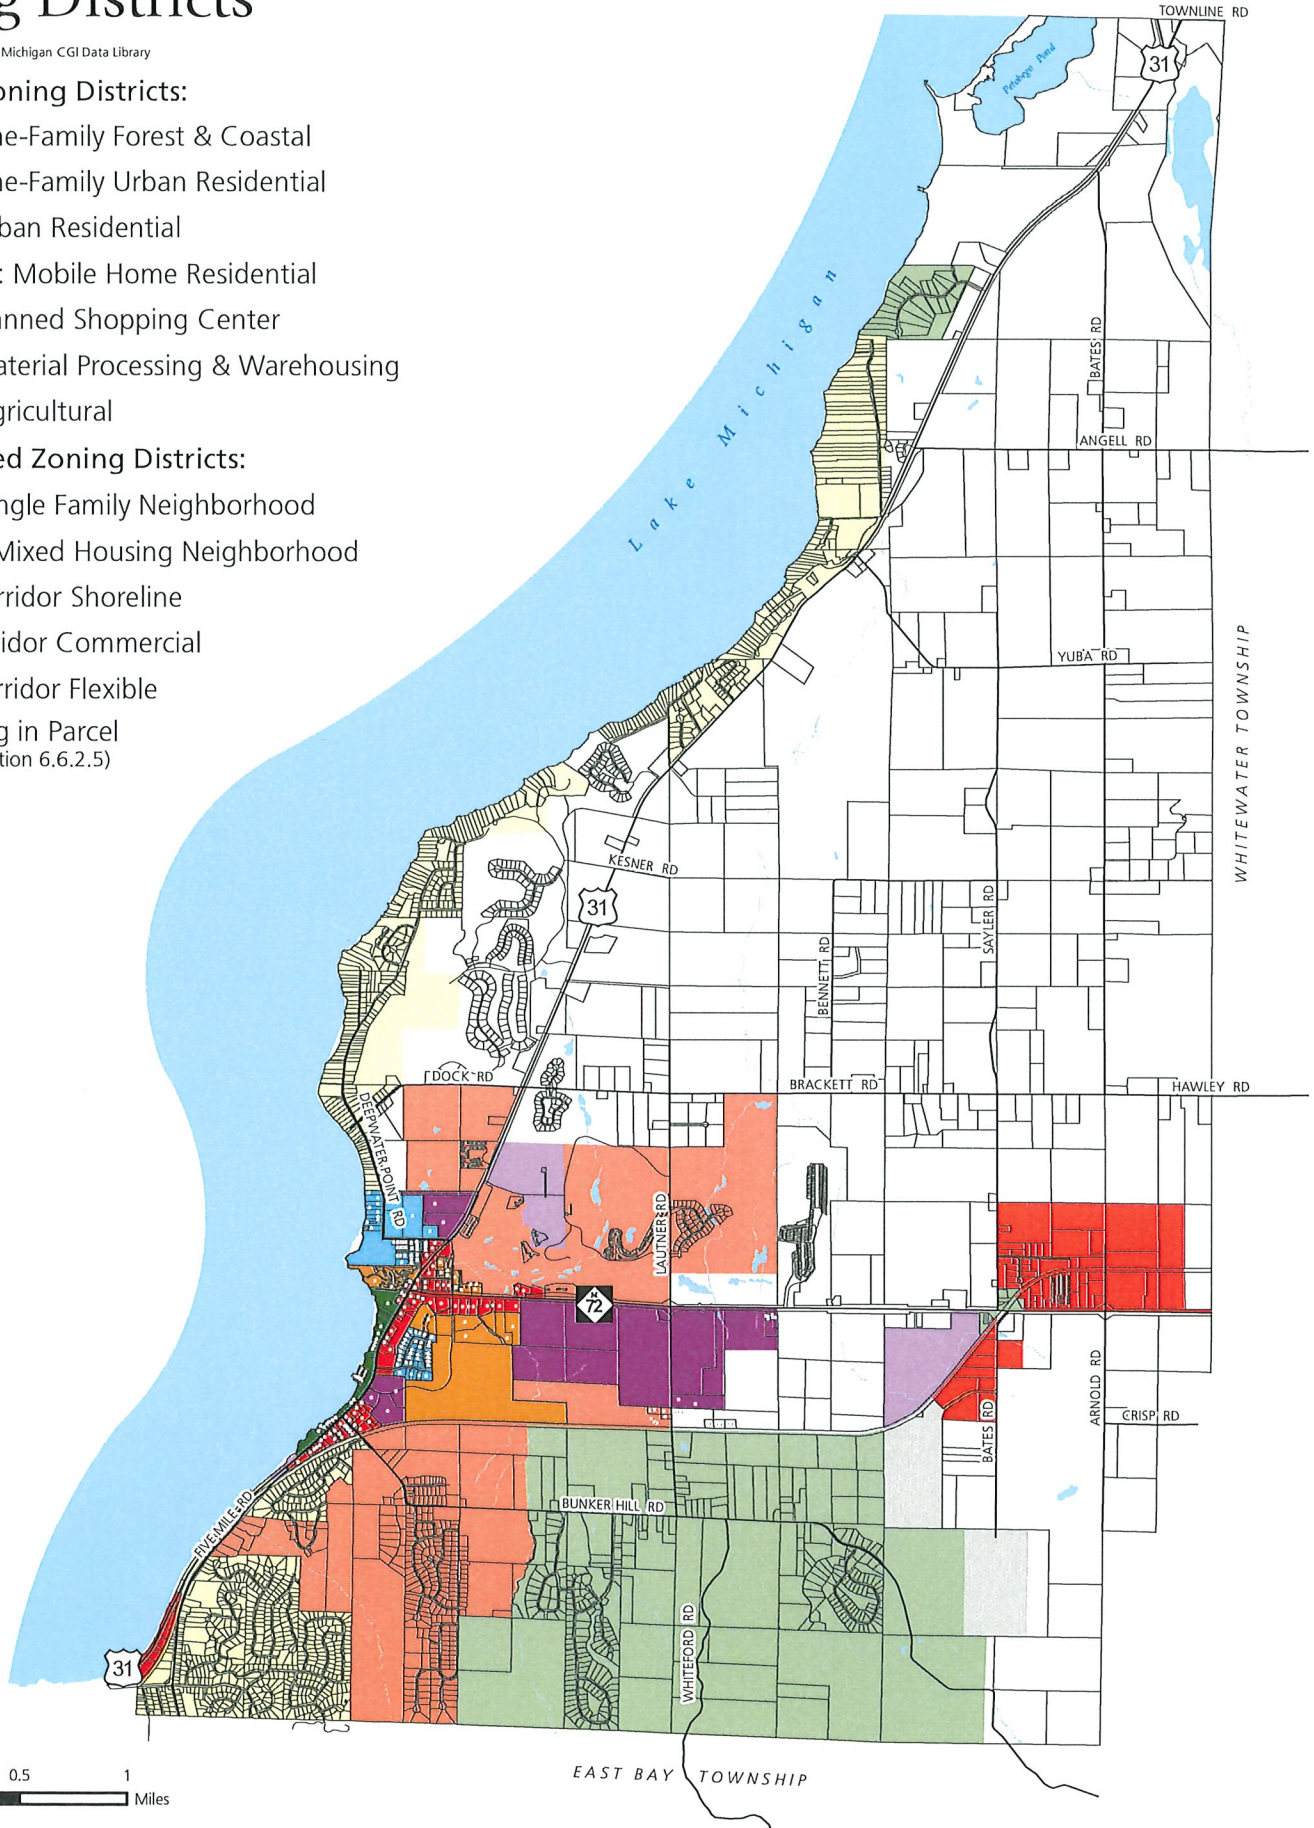 g Districts
Michigan CGI Data Library
oning Districts:
ne-Family Forest & Coastal
ne-Family Urban Residential
ban Residential
: Mobile Home Residential
anned Shopping Center
aterial Processing & Warehousing
gricultural
ed Zoning Districts:
ngle Family Neighborhood
Mixed Housing Neighborhood
rridor Shoreline
idor Commercial
rridor Flexible
g in Parcel
tion 6.6.2.5)
TOWNLINE RD
31
Petobego Pond
Lake Michigan
BATES RD
ANGELL RD
YUBA RD
WHITEWATER TOWNSHIP
KESNER RD
31
SAYLER RD
BENNETT RD
DOCK RD
BRACKETT RD
HAWLEY RD
DEEPWATER POINT RD
LAUTNER RD
M
72
ARNOLD RD
BATES RD
CRISP RD
BUNKER HILL RD
FIVE MILE RD
WHITEFORD RD
31
EAST BAY TOWNSHIP
0.5 1
Miles